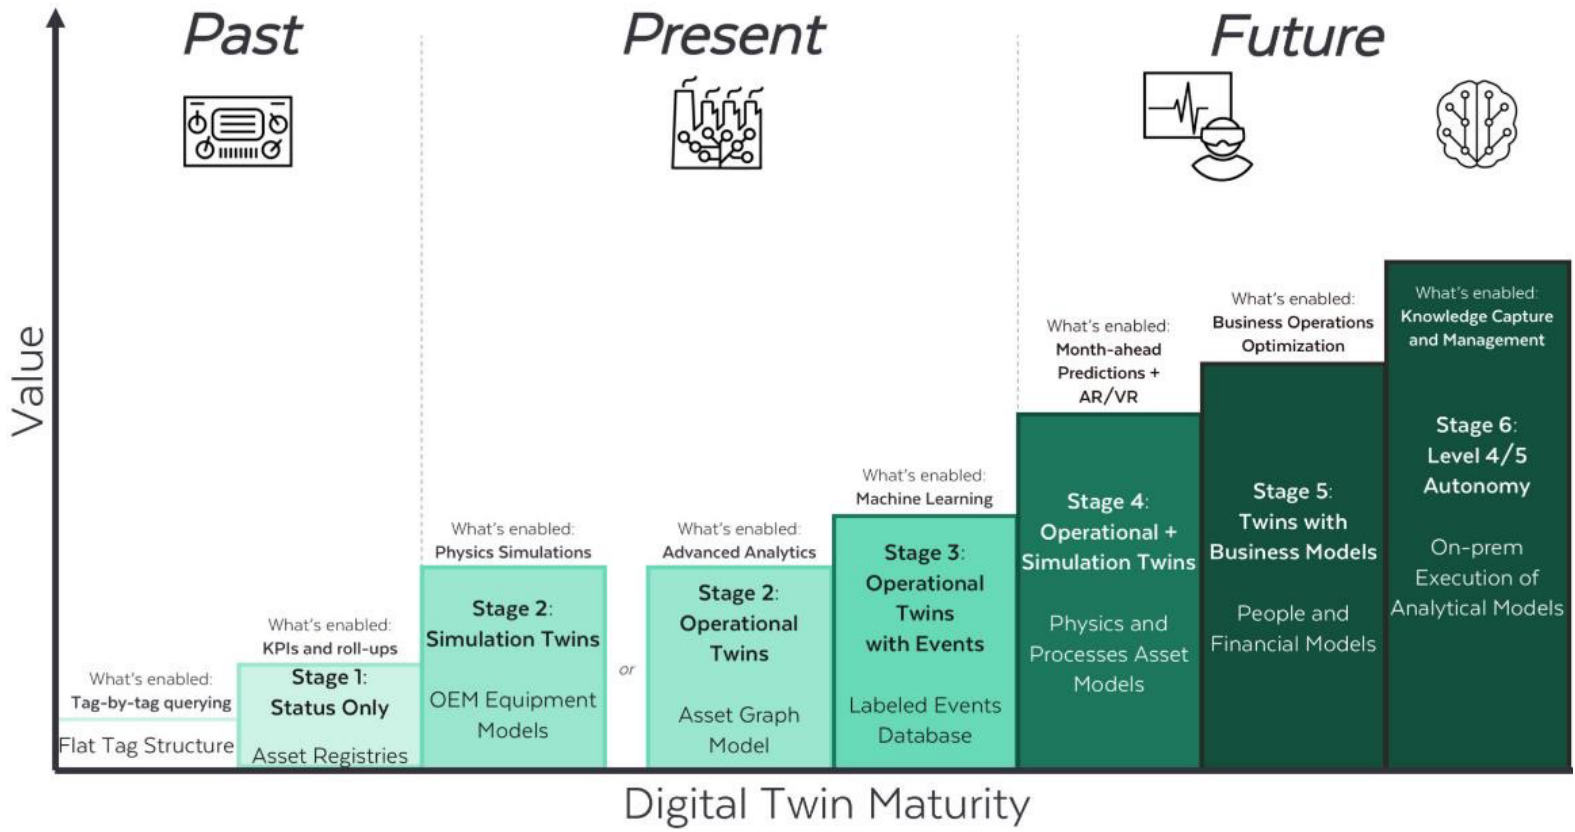 Past
Present
Future
Value
What's enabled:
Tag-by-tag querying
Flat Tag Structure
What's enabled:
KPIs and roll-ups
Stage 1:
Status Only
Asset Registries
What's enabled:
Physics Simulations
Stage 2:
Simulation Twins
OEM Equipment
Models
or
What's enabled:
Advanced Analytics
Stage 2:
Operational
Twins
Asset Graph
Model
What's enabled:
Machine Learning
Stage 3:
Operational
Twins
with Events
Labeled Events
Database
What's enabled:
Month-ahead
Predictions +
AR/VR
Stage 4:
Operational +
Simulation Twins
Physics and
Processes Asset
Models
What's enabled:
Business Operations
Optimization
Stage 5:
Twins with
Business Models
People and
Financial Models
What's enabled:
Knowledge Capture
and Management
Stage 6:
Level 4/5
Autonomy
On-prem
Execution of
Analytical Models
Digital Twin Maturity